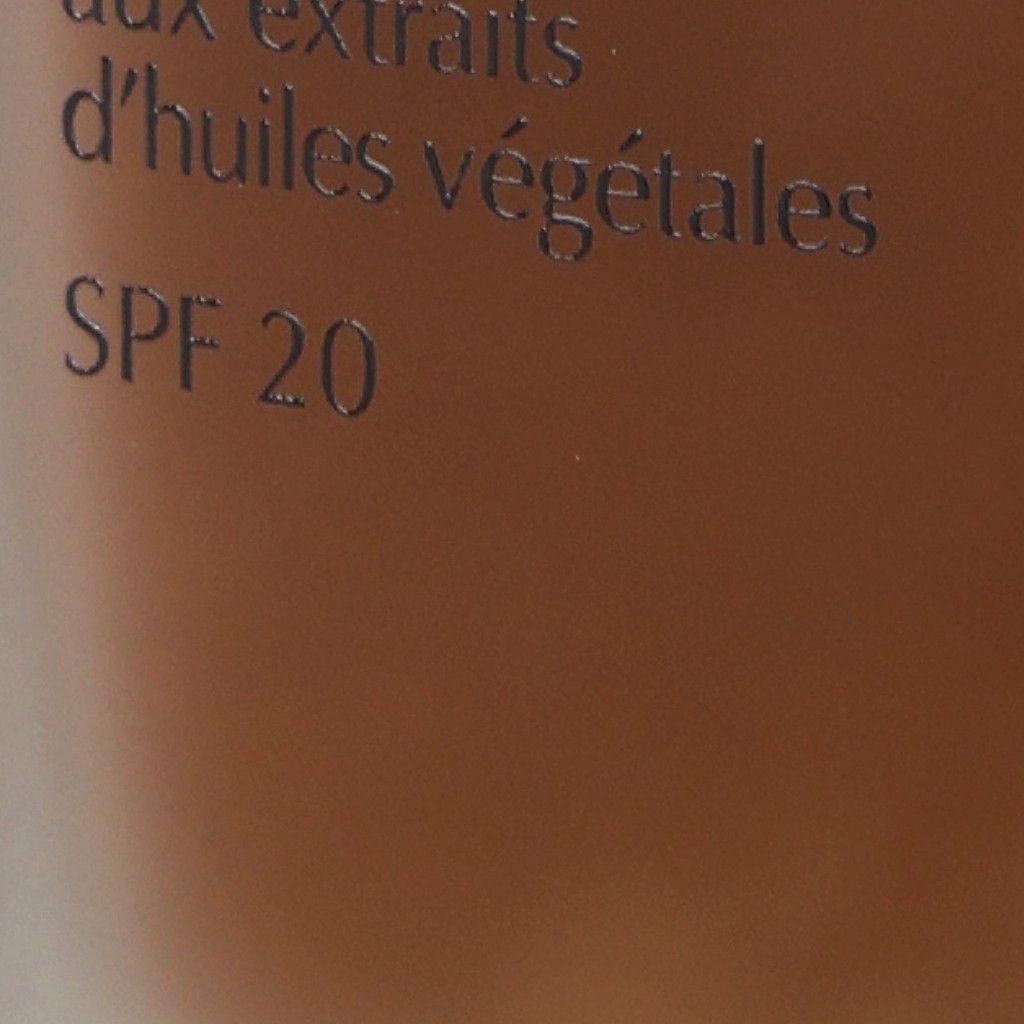 aux extraits
d'huiles végétales
SPF 20